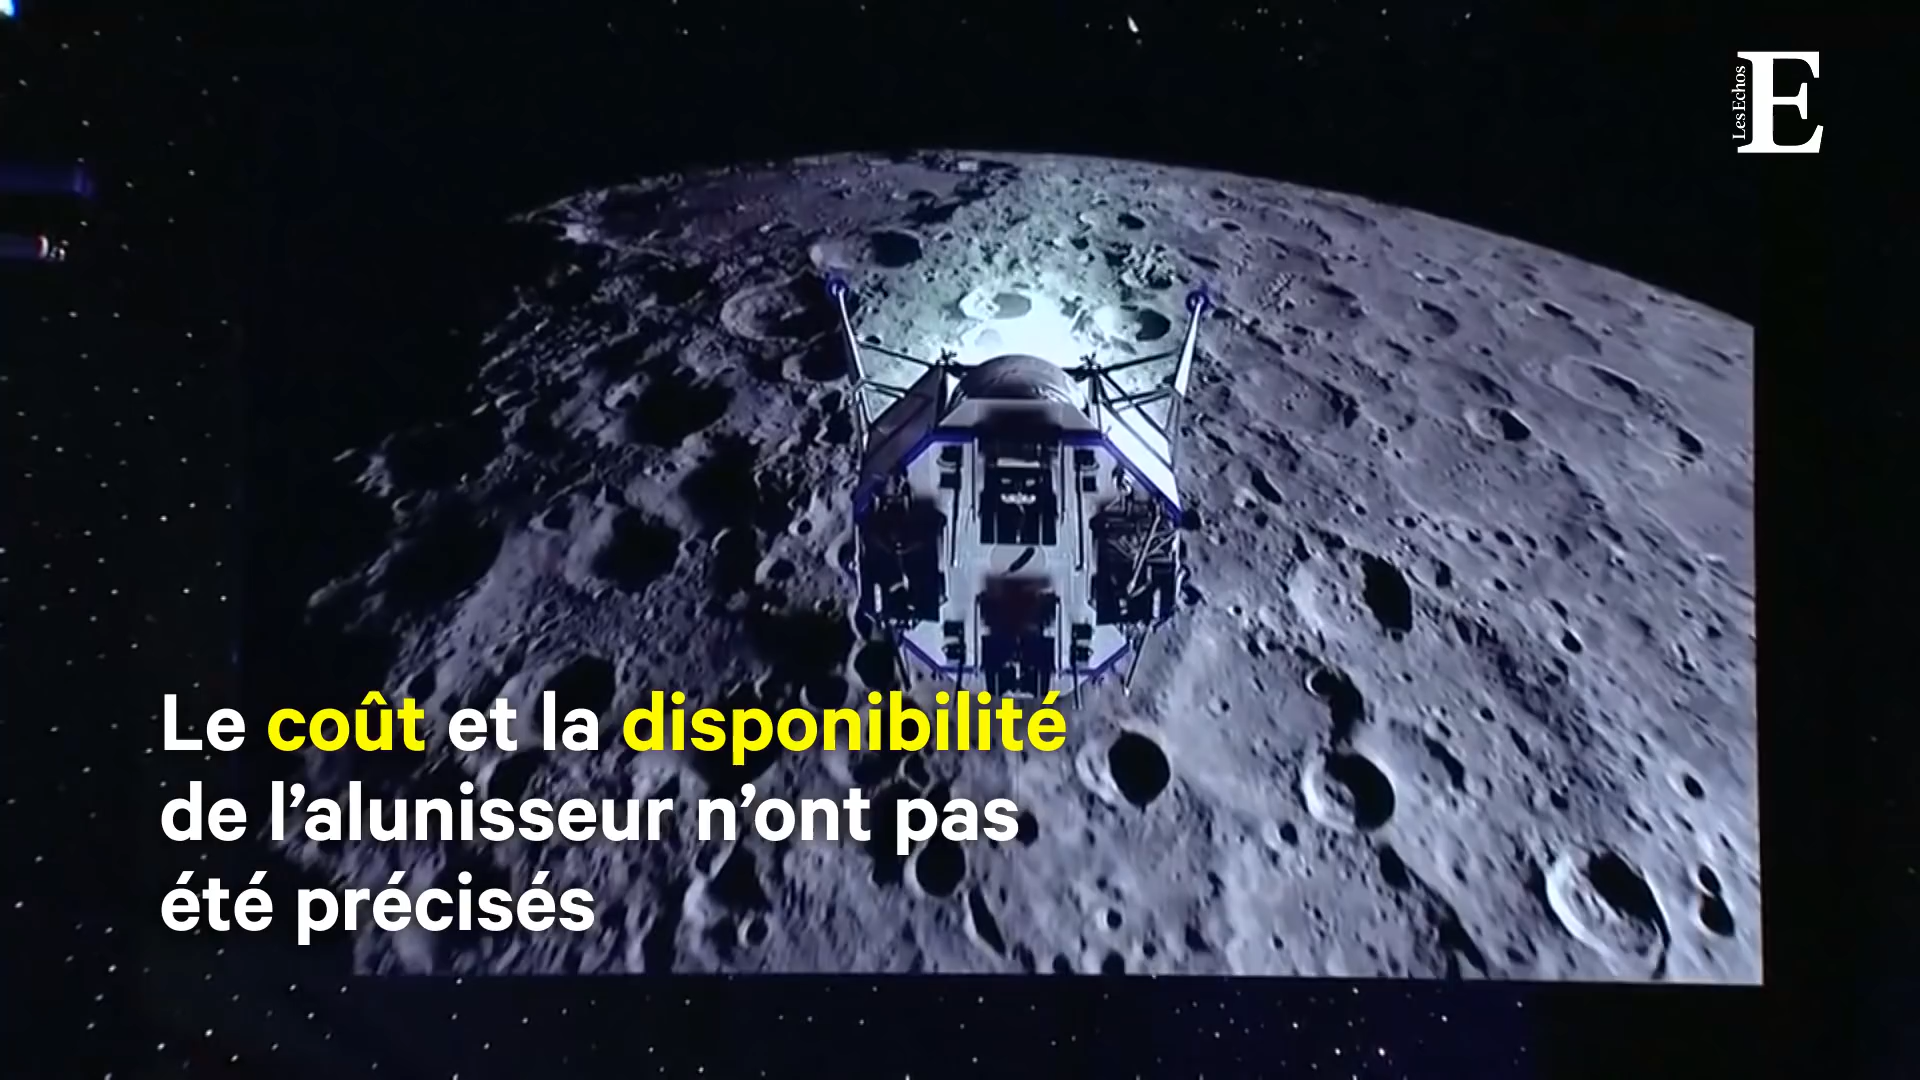 Les Echos
E
Le coût et la disponibilité
de l’alunisseur n’ont pas
été précisés